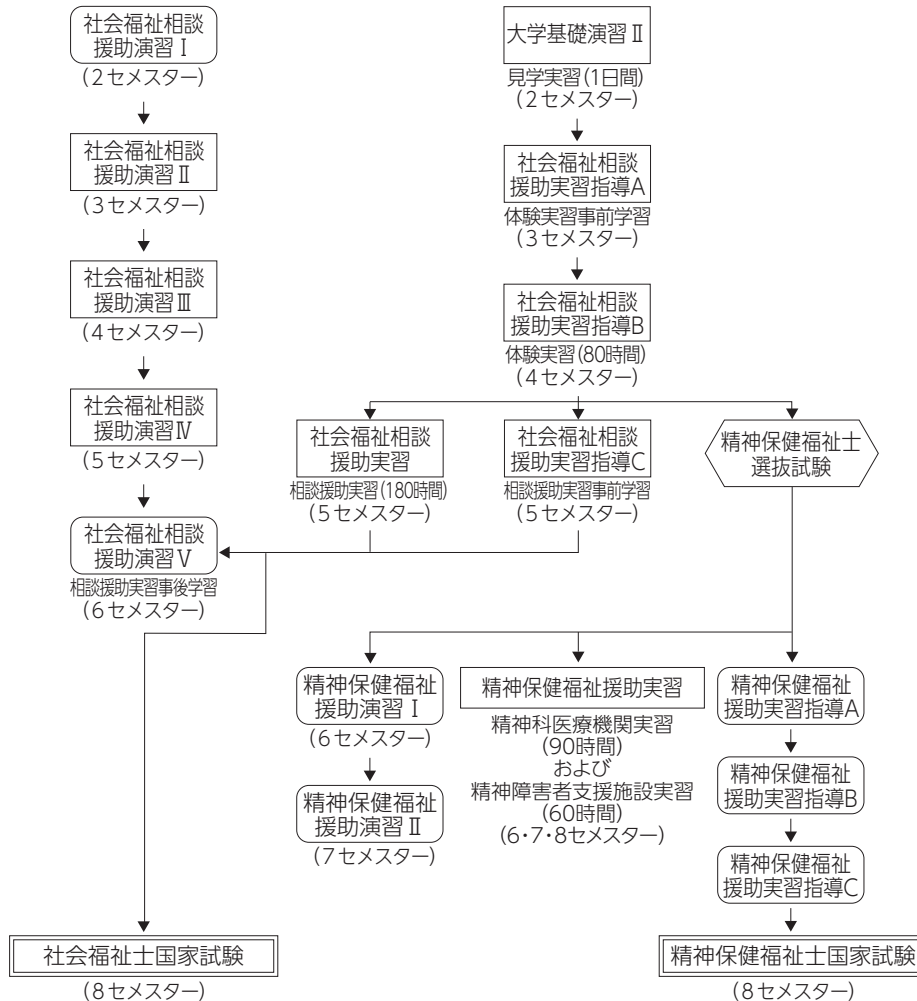 社会福祉相談
援助演習Ⅰ
(2セメスター)
社会福祉相談
援助演習Ⅱ
(3セメスター)
社会福祉相談
援助演習Ⅲ
(4セメスター)
社会福祉相談
援助演習Ⅳ
(5セメスター)
社会福祉相談
援助演習Ⅴ
相談援助実習事後学習
(6セメスター)
大学基礎演習Ⅱ
見学実習(1日間)
(2セメスター)
社会福祉相談
援助実習指導A
体験実習事前学習
(3セメスター)
社会福祉相談
援助実習指導B
体験実習(80時間)
(4セメスター)
社会福祉相談
援助実習
相談援助実習(180時間)
(5セメスター)
社会福祉相談
援助実習指導C
相談援助実習事前学習
(5セメスター)
精神保健福祉士
選抜試験
精神保健福祉
援助演習Ⅰ
(6セメスター)
精神保健福祉
援助演習Ⅱ
(7セメスター)
精神保健福祉援助実習
精神科医療機関実習
(90時間)
および
精神障害者支援施設実習
(60時間)
(6・7・8セメスター)
精神保健福祉
援助実習指導A
精神保健福祉
援助実習指導B
精神保健福祉
援助実習指導C
社会福祉士国家試験
(8セメスター)
精神保健福祉士国家試験
(8セメスター)